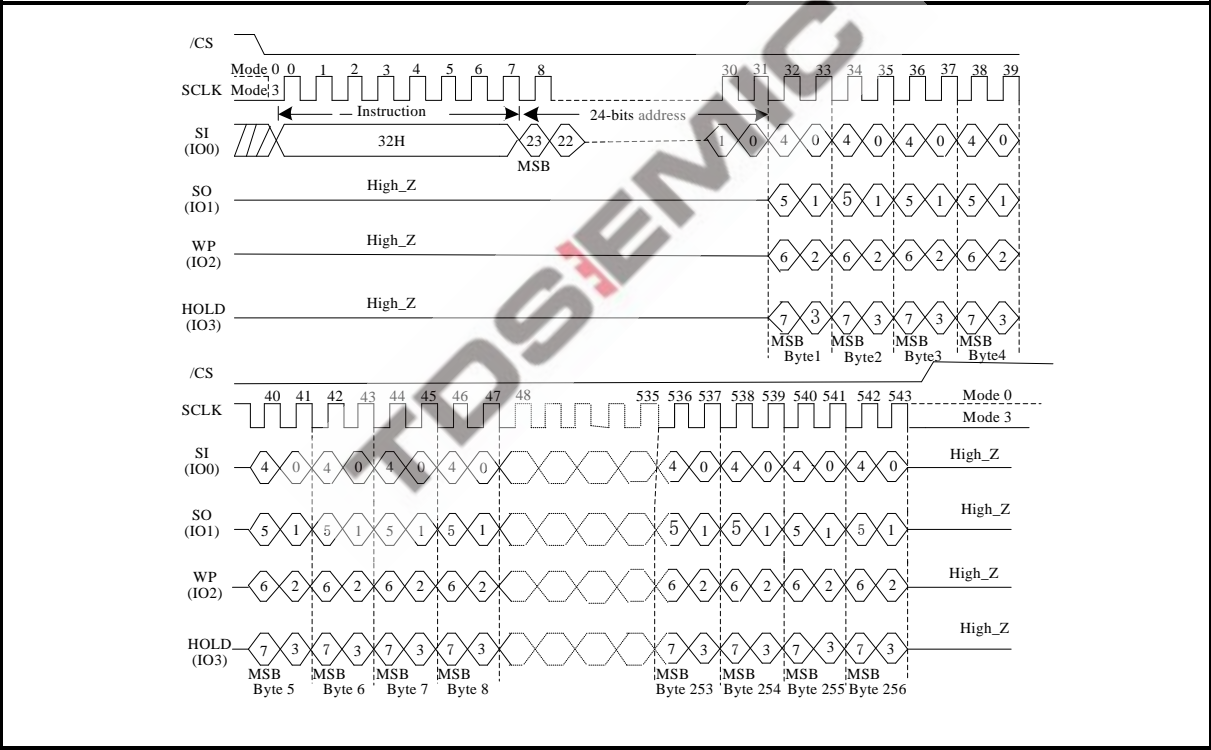 /CS
Mode 0 0 1 2 3 4 5 6 7 8 30 31 32 33 34 35 36 37 38 39
SCLK Mode 3
Instruction 24-bits address
SI (IO0) 32H 23 22 1 0 4 0 4 0 4 0 4 0
MSB
SO (IO1) High_Z 5 1 5 1 5 1 5 1
WP (IO2) High_Z 6 2 6 2 6 2 6 2
HOLD (IO3) High_Z 7 3 7 3 7 3 7 3
MSB MSB MSB MSB
Byte1 Byte2 Byte3 Byte4
/CS
40 41 42 43 44 45 46 47 48 535 536 537 538 539 540 541 542 543 Mode 0
SCLK Mode 3
SI (IO0) 4 0 4 0 4 0 4 0 4 0 4 0 4 0 4 0 High_Z
SO (IO1) 5 1 5 1 5 1 5 1 5 1 5 1 5 1 5 1 High_Z
WP (IO2) 6 2 6 2 6 2 6 2 6 2 6 2 6 2 6 2 High_Z
HOLD (IO3) 7 3 7 3 7 3 7 3 7 3 7 3 7 3 7 3 High_Z
MSB MSB MSB MSB MSB MSB MSB MSB
Byte 5 Byte 6 Byte 7 Byte 8 Byte 253 Byte 254 Byte 255 Byte 256
TDSEMIC